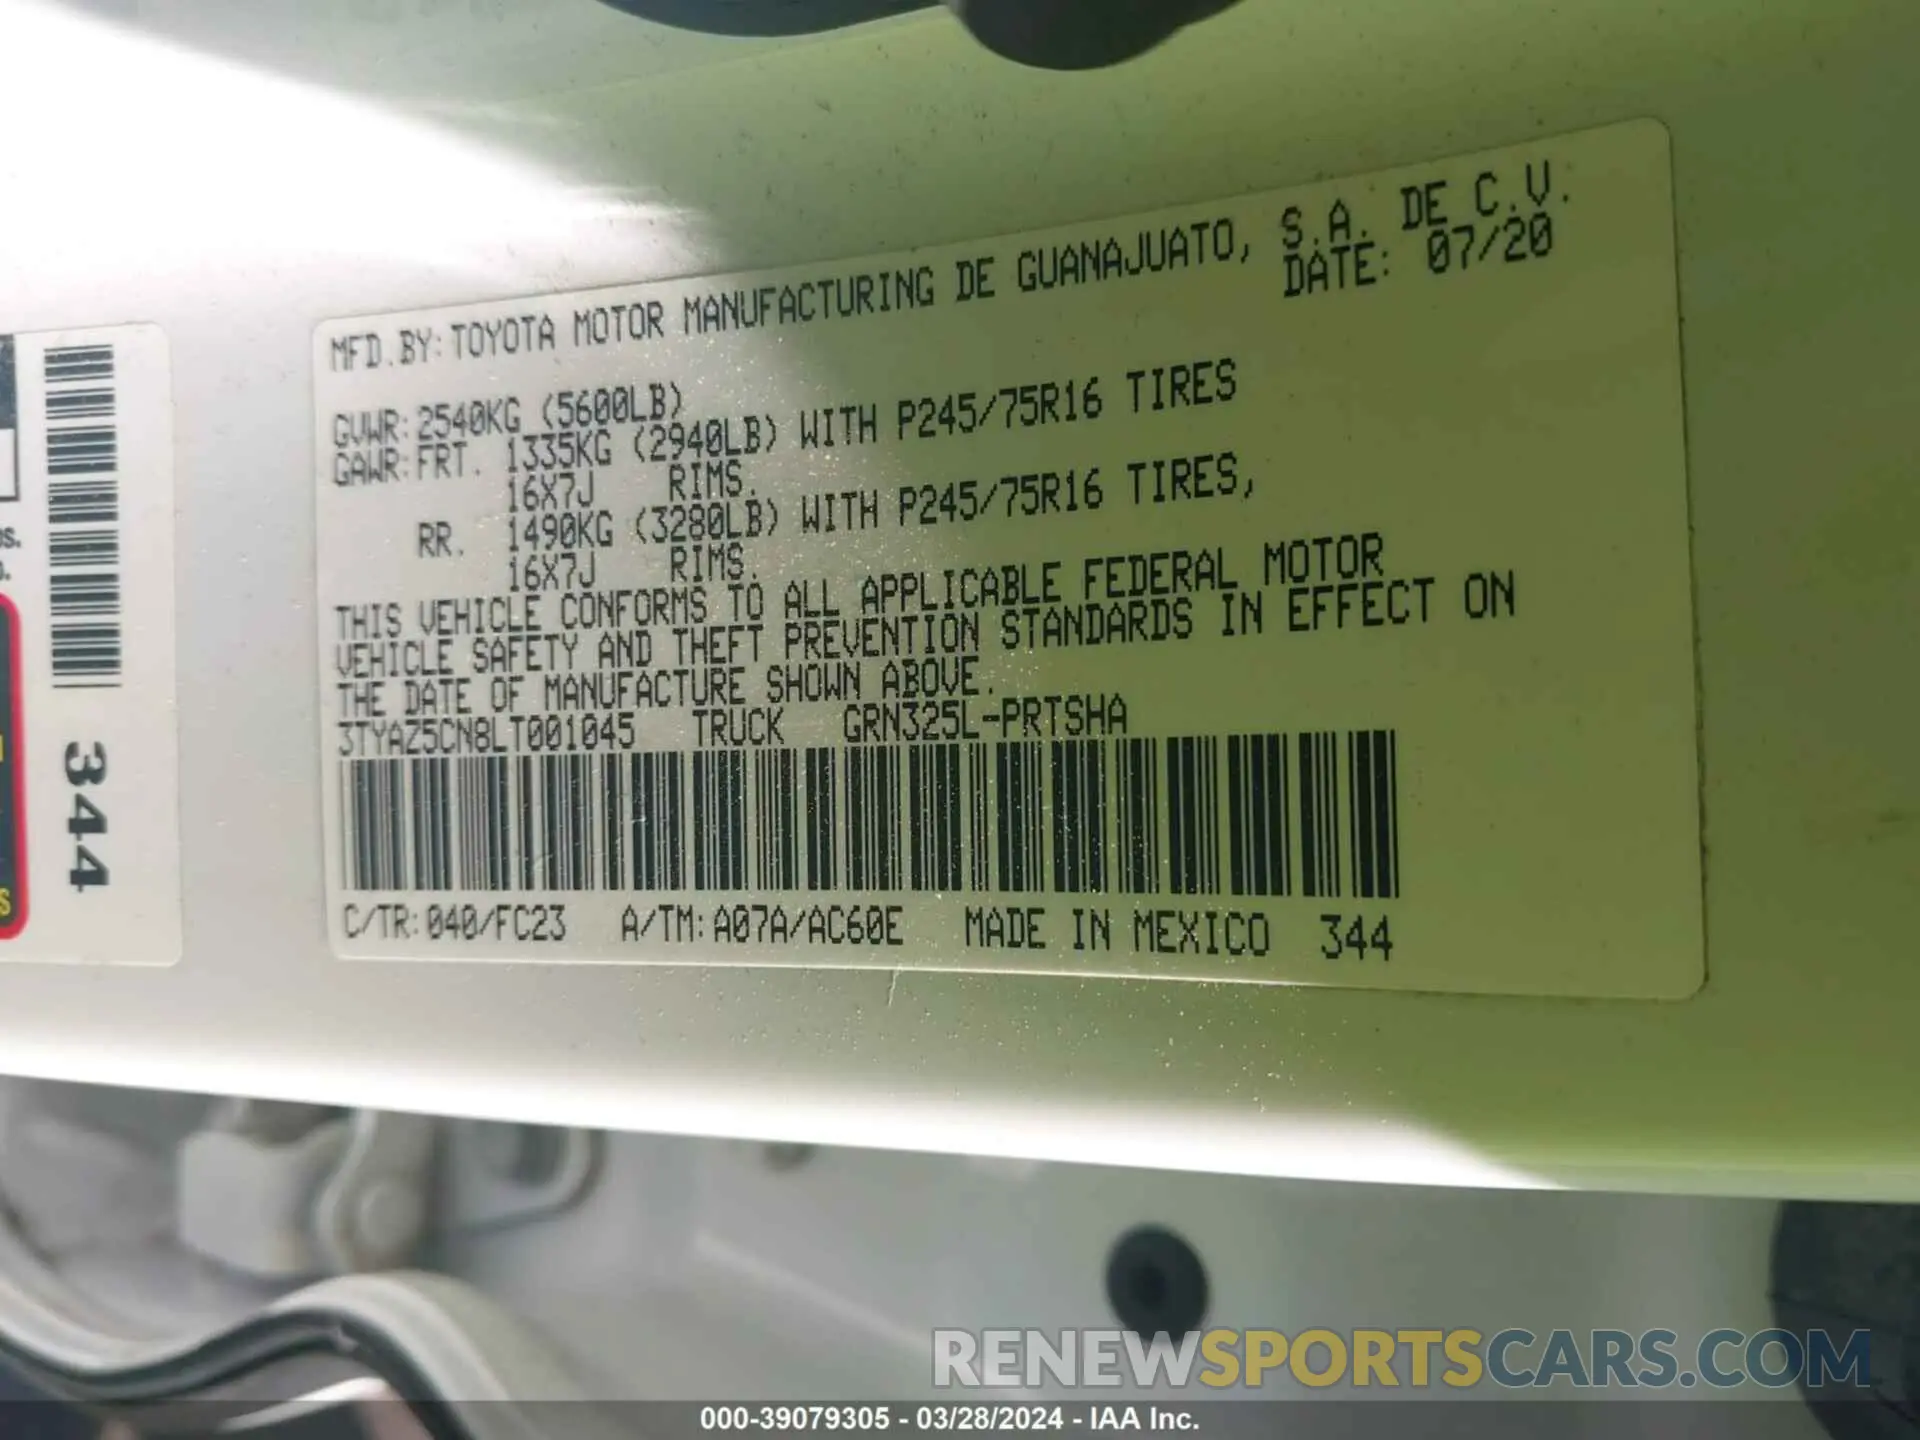 MFD.BY:TOYOTA MOTOR MANUFACTURING DE GUANAJUATO, S.A. DE C.V.
DATE: 07/20
GVWR:2540KG (5600LB)
GAWR:FRT. 1335KG (2940LB) WITH P245/75R16 TIRES
16X7J RIMS.
RR. 1490KG (3280LB) WITH P245/75R16 TIRES,
16X7J RIMS.
THIS VEHICLE CONFORMS TO ALL APPLICABLE FEDERAL MOTOR
VEHICLE SAFETY AND THEFT PREVENTION STANDARDS IN EFFECT ON
THE DATE OF MANUFACTURE SHOWN ABOVE.
3TYAZ5CN8LT001045 TRUCK GRN325L-PRTSHA
C/TR:040/FC23 A/TM:A07A/AC60E MADE IN MEXICO 344
344
RENEWSPORTSCARS.COM
000-39079305 - 03/28/2024 - IAA Inc.